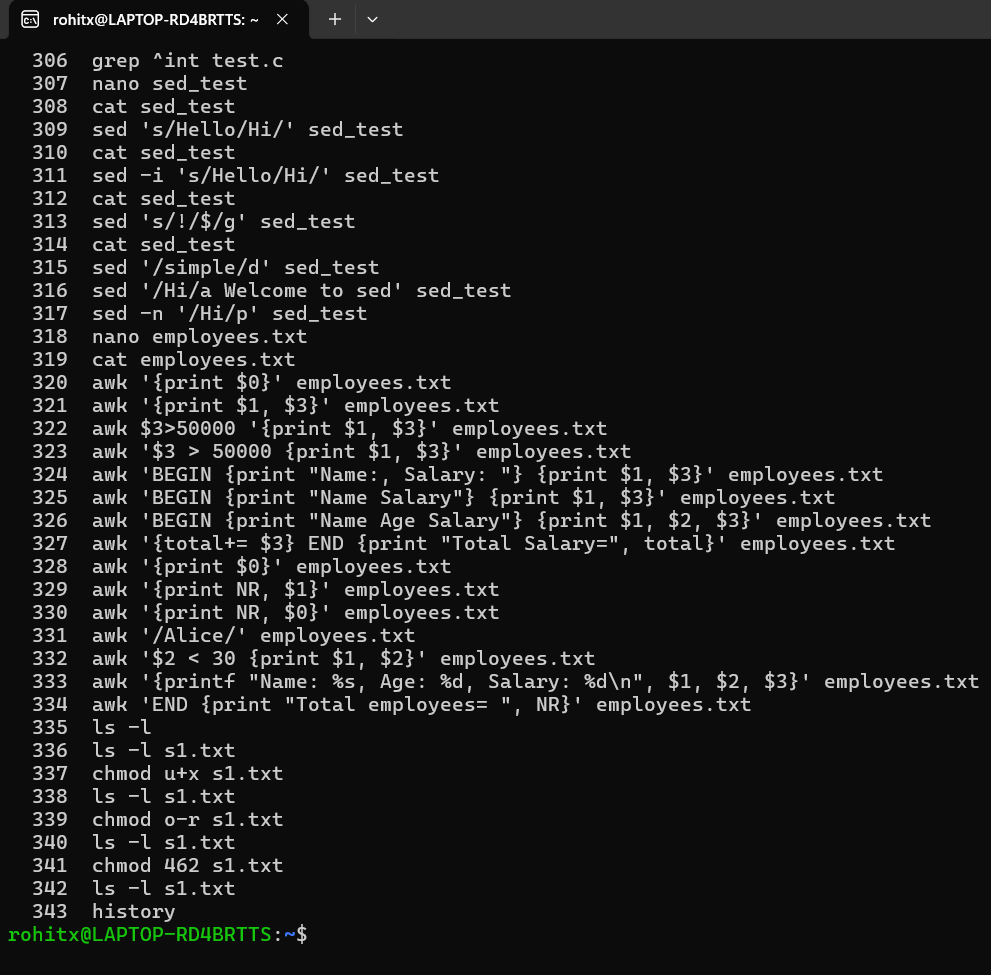 rohitx@LAPTOP-RD4BRTTS: ~
306 grep ^int test.c
307 nano sed_test
308 cat sed_test
309 sed 's/Hello/Hi/' sed_test
310 cat sed_test
311 sed -i 's/Hello/Hi/' sed_test
312 cat sed_test
313 sed 's/!/$/g' sed_test
314 cat sed_test
315 sed '/simple/d' sed_test
316 sed '/Hi/a Welcome to sed' sed_test
317 sed -n '/Hi/p' sed_test
318 nano employees.txt
319 cat employees.txt
320 awk '{print $0}' employees.txt
321 awk '{print $1, $3}' employees.txt
322 awk $3>50000 '{print $1, $3}' employees.txt
323 awk '$3 > 50000 {print $1, $3}' employees.txt
324 awk 'BEGIN {print "Name:, Salary: "} {print $1, $3}' employees.txt
325 awk 'BEGIN {print "Name Salary"} {print $1, $3}' employees.txt
326 awk 'BEGIN {print "Name Age Salary"} {print $1, $2, $3}' employees.txt
327 awk '{total+= $3} END {print "Total Salary=", total}' employees.txt
328 awk '{print $0}' employees.txt
329 awk '{print NR, $1}' employees.txt
330 awk '{print NR, $0}' employees.txt
331 awk '/Alice/' employees.txt
332 awk '$2 < 30 {print $1, $2}' employees.txt
333 awk '{printf "Name: %s, Age: %d, Salary: %d\n", $1, $2, $3}' employees.txt
334 awk 'END {print "Total employees= ", NR}' employees.txt
335 ls -l
336 ls -l s1.txt
337 chmod u+x s1.txt
338 ls -l s1.txt
339 chmod o-r s1.txt
340 ls -l s1.txt
341 chmod 462 s1.txt
342 ls -l s1.txt
343 history
rohitx@LAPTOP-RD4BRTTS:~$